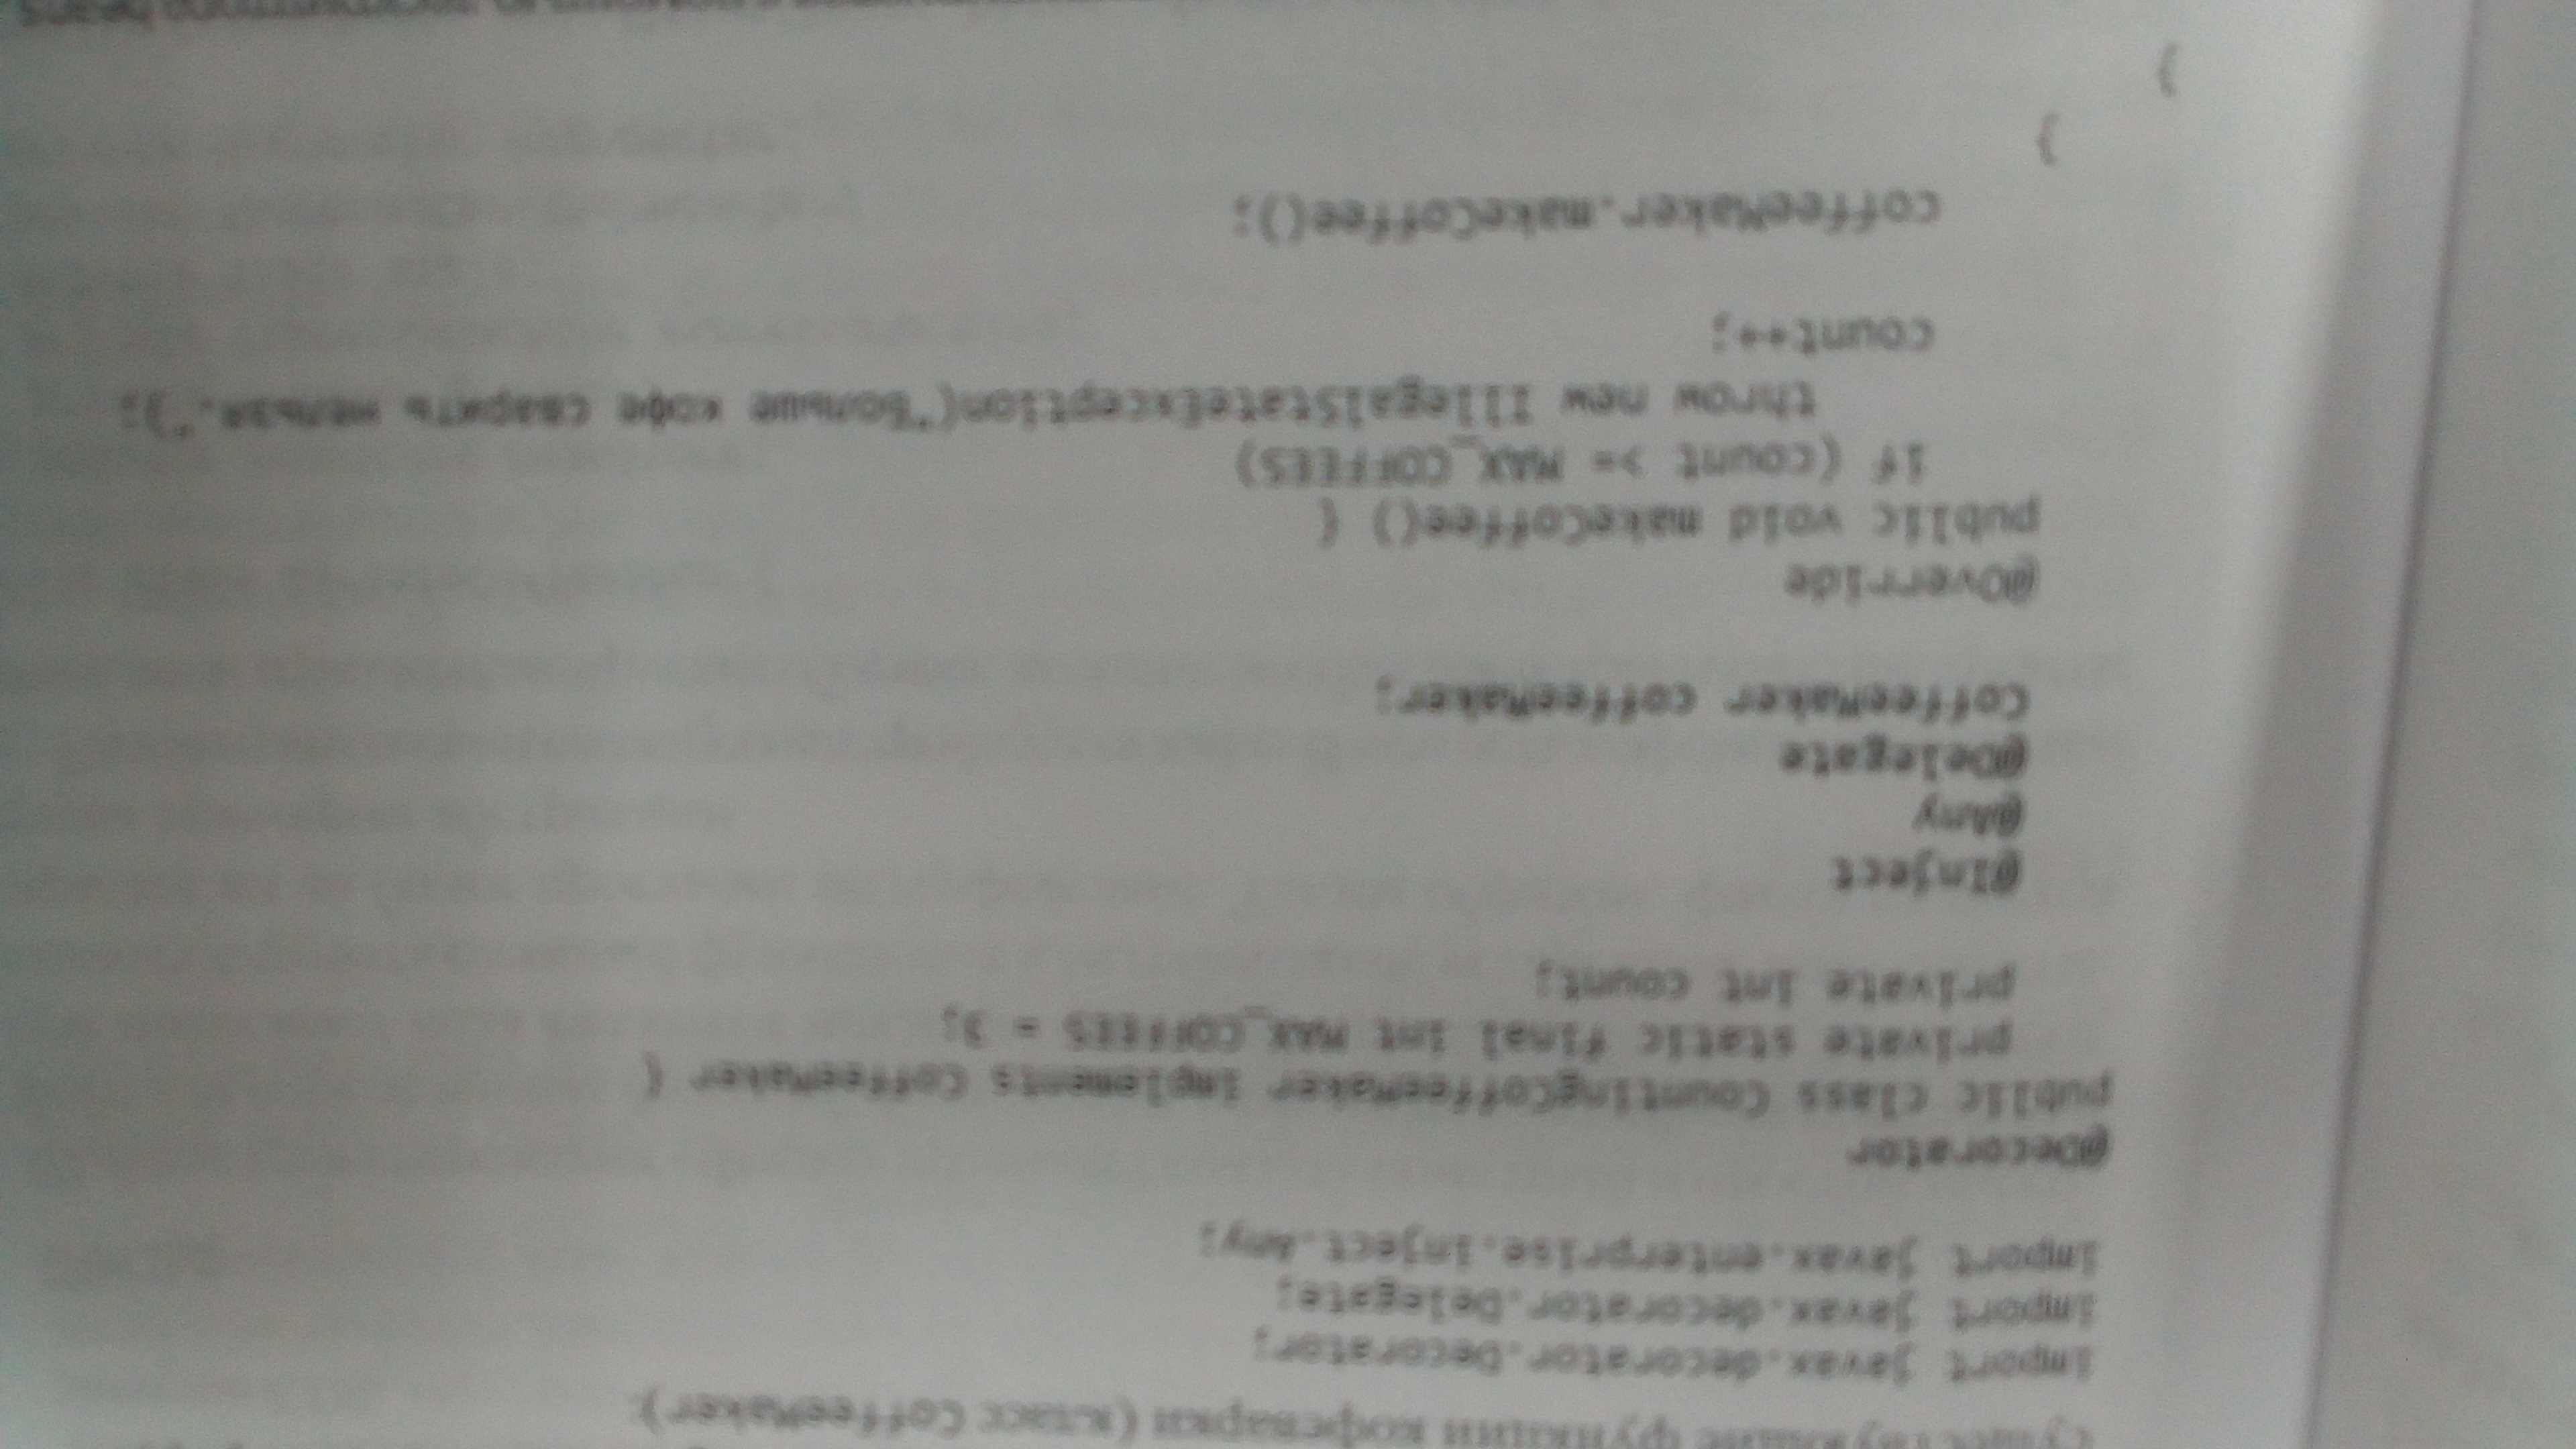 существующие функции кофеварки (класс CoffeeMaker):
import javax.decorator.Decorator;
import javax.decorator.Delegate;
import javax.enterprise.inject.Any;
@Decorator
public class CountingCoffeeMaker implements CoffeeMaker {
private static final int MAX_COFFEES = 3;
private int count;
@Inject
@Any
@Delegate
CoffeeMaker coffeeMaker;
@Override
public void makeCoffee() {
if (count >= MAX_COFFEES)
throw new IllegalStateException("Больше кофе сварить нельзя.");
count++;
coffeeMaker.makeCoffee();
}
}
beans